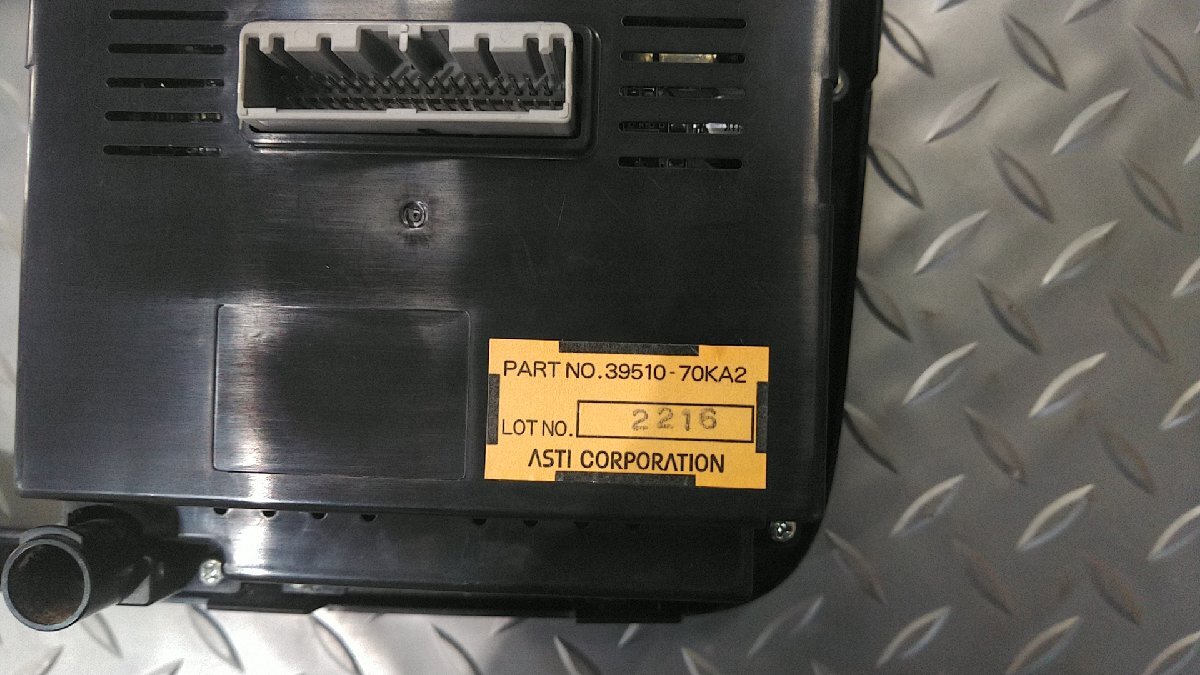 PART NO.39510-70KA2
LOT NO. 2216
ASTI CORPORATION